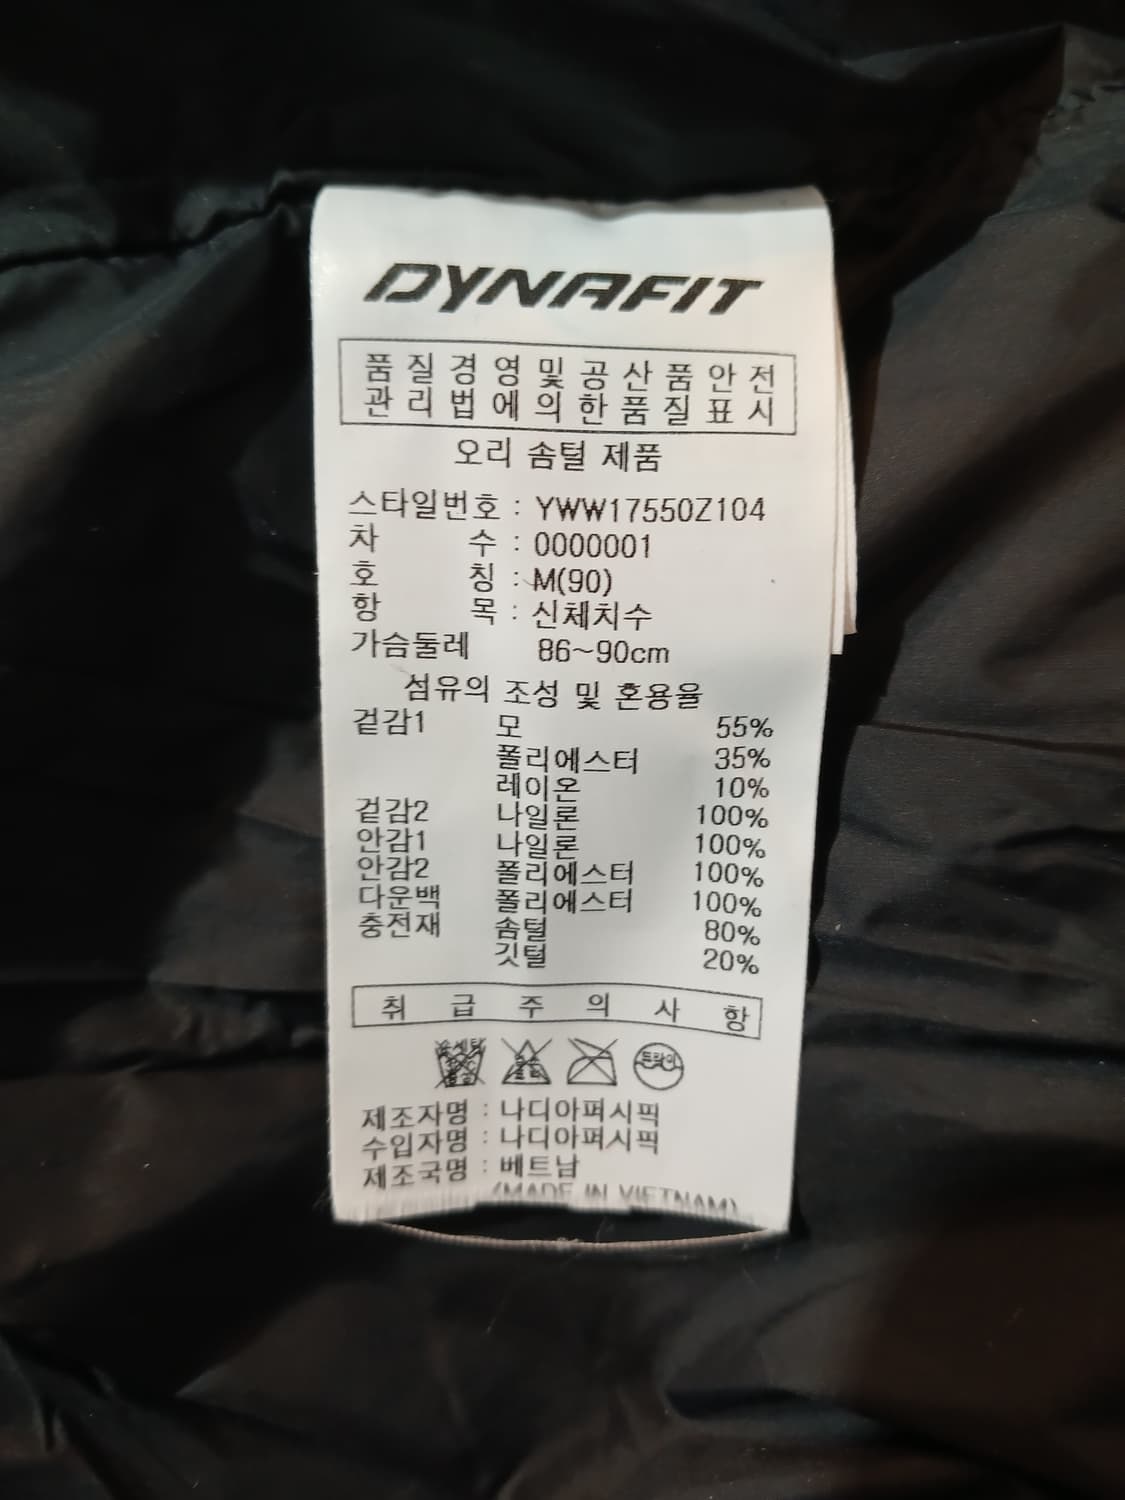 DYNAFIT
품질경영및공산품안전
관리법에의한품질표시
오리 솜털 제품
스타일번호 : YWW17550Z104
차 수 : 0000001
호 칭 : M(90)
항 목 : 신체치수
가슴둘레 86~90cm
섬유의 조성 및 혼용율
겉감1 모 55%
폴리에스터 35%
레이온 10%
겉감2 나일론 100%
안감1 나일론 100%
안감2 폴리에스터 100%
다운백 폴리에스터 100%
충전재 솜털 80%
깃털 20%
취급주의사항
드라이
제조자명 : 나디아퍼시픽
수입자명 : 나디아퍼시픽
제조국명 : 베트남
(MADE IN VIETNAM)